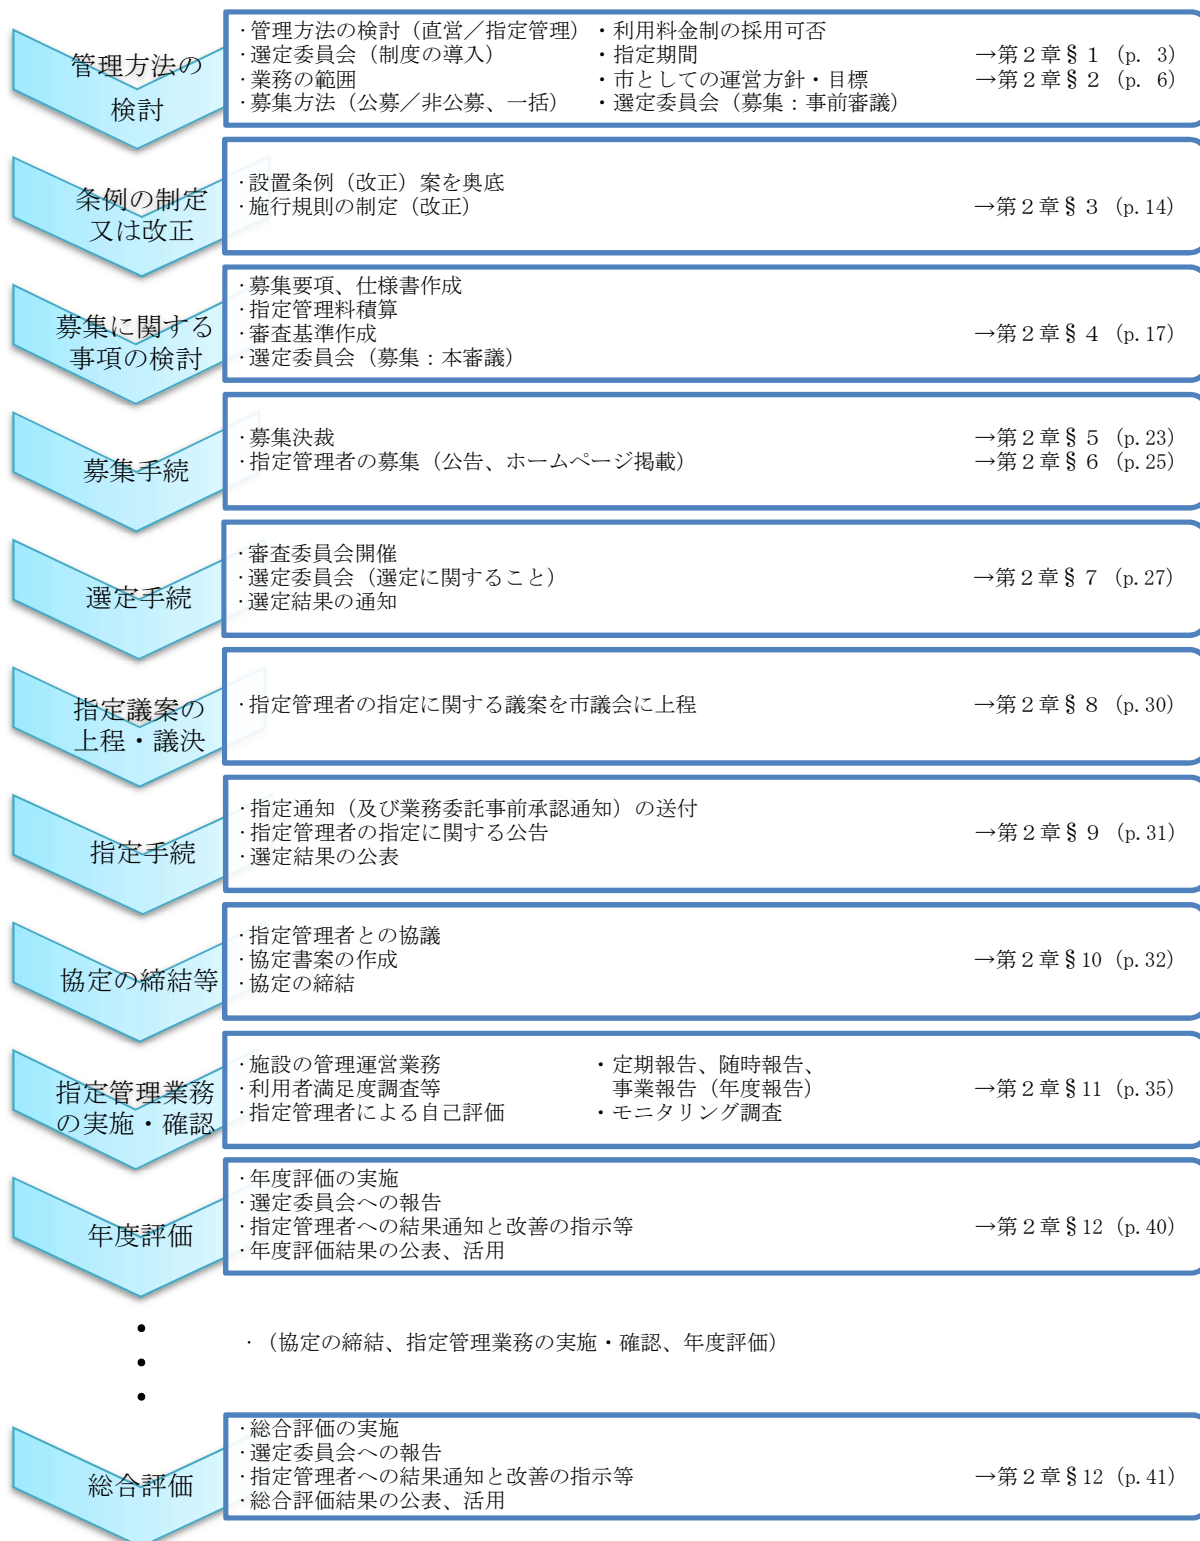 管理方法の
検討
・管理方法の検討（直営／指定管理）
・選定委員会（制度の導入）
・業務の範囲
・募集方法（公募／非公募、一括）
・利用料金制の採用可否
・指定期間
・市としての運営方針・目標
・選定委員会（募集：事前審議）
→第２章§１（p. 3）
→第２章§２（p. 6）
条例の制定
又は改正
・設置条例（改正）案を奥底
・施行規則の制定（改正）
→第２章§３（p.14）
募集に関する
事項の検討
・募集要項、仕様書作成
・指定管理料積算
・審査基準作成
・選定委員会（募集：本審議）
→第２章§４（p.17）
募集手続
・募集決裁
・指定管理者の募集（公告、ホームページ掲載）
→第２章§５（p.23）
→第２章§６（p.25）
選定手続
・審査委員会開催
・選定委員会（選定に関すること）
・選定結果の通知
→第２章§７（p.27）
指定議案の
上程・議決
・指定管理者の指定に関する議案を市議会に上程
→第２章§８（p.30）
指定手続
・指定通知（及び業務委託事前承認通知）の送付
・指定管理者の指定に関する公告
・選定結果の公表
→第２章§９（p.31）
協定の締結等
・指定管理者との協議
・協定書案の作成
・協定の締結
→第２章§10（p.32）
指定管理業務
の実施・確認
・施設の管理運営業務
・利用者満足度調査等
・指定管理者による自己評価
・定期報告、随時報告、
事業報告（年度報告）
・モニタリング調査
→第２章§11（p.35）
年度評価
・年度評価の実施
・選定委員会への報告
・指定管理者への結果通知と改善の指示等
・年度評価結果の公表、活用
→第２章§12（p.40）
・（協定の締結、指定管理業務の実施・確認、年度評価）
総合評価
・総合評価の実施
・選定委員会への報告
・指定管理者への結果通知と改善の指示等
・総合評価結果の公表、活用
→第２章§12（p.41）